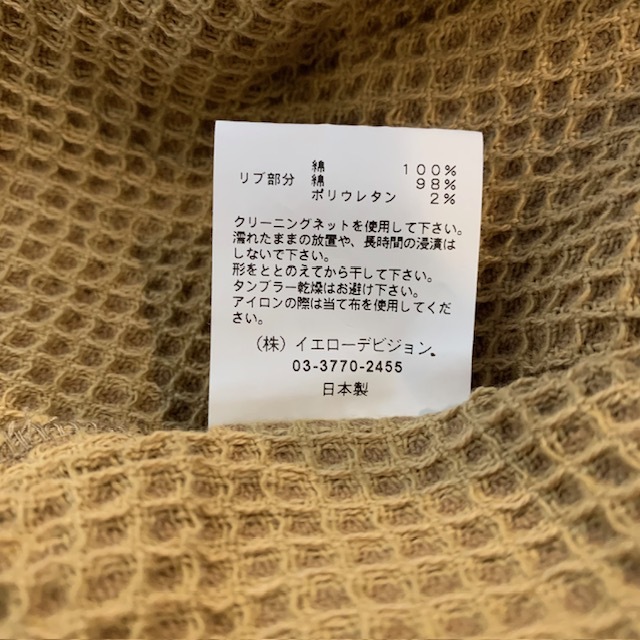 綿 100%
リブ部分 綿 98%
ポリウレタン 2%
クリーニングネットを使用して下さい。
濡れたままの放置や、長時間の浸漬は
しないで下さい。
形をととのえてから干して下さい。
タンブラー乾燥はお避け下さい。
アイロンの際は当て布を使用してくだ
さい。
(株) イエローデビジョン。
03-3770-2455
日本製